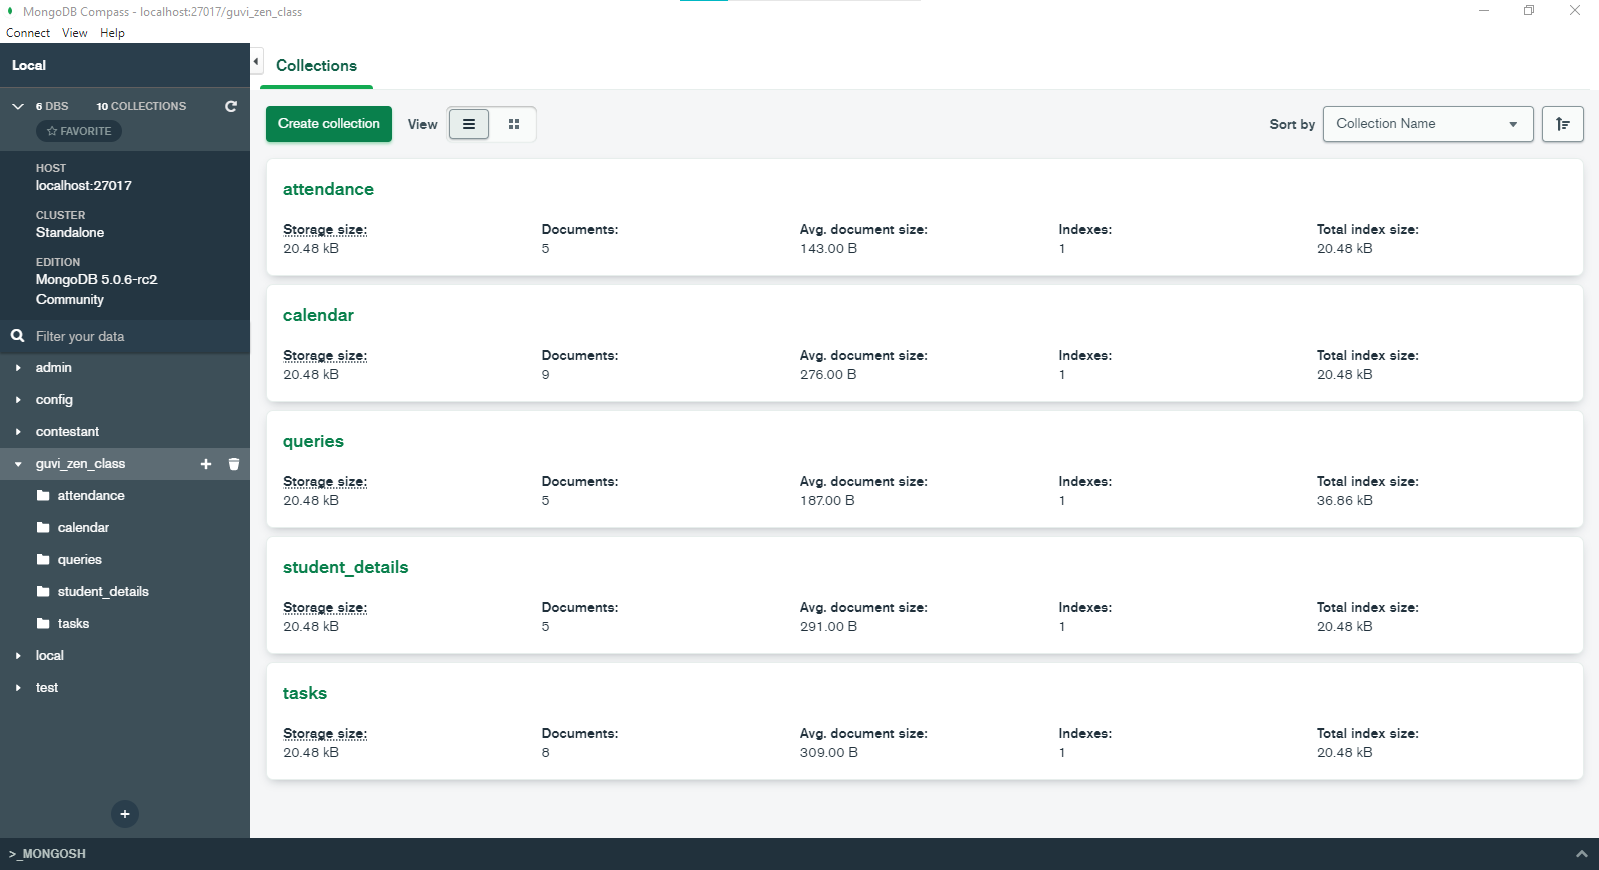 MongoDB Compass - localhost:27017/guvi_zen_class
Connect View Help
Local
6 DBS 10 COLLECTIONS
FAVORITE
HOST
localhost:27017
CLUSTER
Standalone
EDITION
MongoDB 5.0.6-rc2
Community
Filter your data
admin
config
contestant
guvi_zen_class
attendance
calendar
queries
student_details
tasks
local
test
Collections
Create collection View Sort by Collection Name
attendance
Storage size: Documents: Avg. document size: Indexes: Total index size:
20.48 kB 5 143.00 B 1 20.48 kB
calendar
Storage size: Documents: Avg. document size: Indexes: Total index size:
20.48 kB 9 276.00 B 1 20.48 kB
queries
Storage size: Documents: Avg. document size: Indexes: Total index size:
20.48 kB 5 187.00 B 1 36.86 kB
student_details
Storage size: Documents: Avg. document size: Indexes: Total index size:
20.48 kB 5 291.00 B 1 20.48 kB
tasks
Storage size: Documents: Avg. document size: Indexes: Total index size:
20.48 kB 8 309.00 B 1 20.48 kB
>_MONGOSH